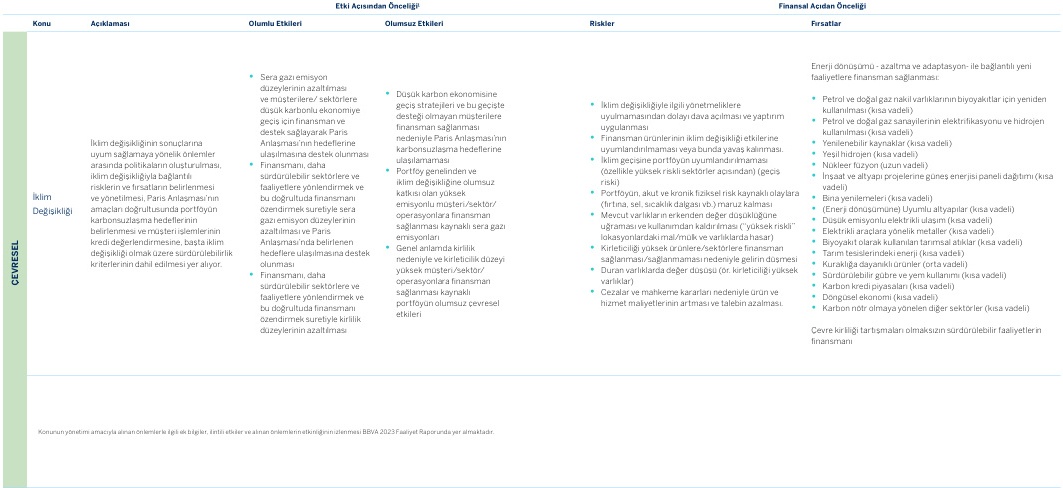 Etki Açısından Önceliği¹
Finansal Açıdan Önceliği
Konu
Açıklaması
Olumlu Etkileri
Olumsuz Etkileri
Riskler
Fırsatlar
ÇEVRESEL
İklim
Değişikliği
İklim değişikliğinin sonuçlarına
uyum sağlamaya yönelik önlemler
arasında politikaların oluşturulması,
iklim değişikliğiyle bağlantılı
risklerin ve fırsatların belirlenmesi
ve yönetilmesi, Paris Anlaşması'nın
amaçları doğrultusunda portföyün
karbonsuzlaşma hedeflerinin
belirlenmesi ve müşteri işlemlerinin
kredi değerlendirmesine, başta iklim
değişikliği olmak üzere sürdürülebilirlik
kriterlerinin dahil edilmesi yer alıyor.
• Sera gazı emisyon
düzeylerinin azaltılması
ve müşterilere/ sektörlere
düşük karbonlu ekonomiye
geçiş için finansman ve
destek sağlayarak Paris
Anlaşması'nın hedeflerine
ulaşılmasına destek olunması
• Finansmanı, daha
sürdürülebilir sektörlere ve
faaliyetlere yönlendirmek ve
bu doğrultuda finansmanı
özendirmek suretiyle sera
gazı emisyon düzeylerinin
azaltılması ve Paris
Anlaşması'nda belirlenen
hedeflere ulaşılmasına destek
olunması
• Finansmanı, daha
sürdürülebilir sektörlere ve
faaliyetlere yönlendirmek ve
bu doğrultuda finansmanı
özendirmek suretiyle kirlilik
düzeylerinin azaltılması
• Düşük karbon ekonomisine
geçiş stratejileri ve bu geçişte
desteği olmayan müşterilere
finansman sağlanması
nedeniyle Paris Anlaşması'nın
karbonsuzlaşma hedeflerine
ulaşılamaması
• Portföy genelinden ve
iklim değişikliğine olumsuz
katkısı olan yüksek
emisyonlu müşteri/sektör/
operasyonlara finansman
sağlanması kaynaklı sera gazı
emisyonları
• Genel anlamda kirlilik
nedeniyle ve kirleticilik düzeyi
yüksek müşteri/sektör/
operasyonlara finansman
sağlanması kaynaklı
portföyün olumsuz çevresel
etkileri
• İklim değişikliğiyle ilgili yönetmeliklere
uyulmamasından dolayı dava açılması ve yaptırım
uygulanması
• Finansman ürünlerinin iklim değişikliği etkilerine
uyumlandırılmaması veya bunda yavaş kalınması.
• İklim geçişine portföyün uyumlandırılmaması
(özellikle yüksek riskli sektörler açısından) (geçiş
riski)
• Portföyün, akut ve kronik fiziksel risk kaynaklı olaylara
(fırtına, sel, sıcaklık dalgası vb.) maruz kalması
• Mevcut varlıkların erkenden değer düşüklüğüne
uğraması ve kullanımdan kaldırılması ("yüksek riskli"
lokasyonlardaki mal/mülk ve varlıklarda hasar)
• Kirleticiliği yüksek ürünlere/sektörlere finansman
sağlanması/sağlanmaması nedeniyle gelirin düşmesi
• Duran varlıklarda değer düşüşü (ör. kirleticiliği yüksek
varlıklar)
• Cezalar ve mahkeme kararları nedeniyle ürün ve
hizmet maliyetlerinin artması ve talebin azalması.
Enerji dönüşümü - azaltma ve adaptasyon- ile bağlantılı yeni
faaliyetlere finansman sağlanması:
• Petrol ve doğal gaz nakil varlıklarının biyoyakıtlar için yeniden
kullanılması (kısa vadeli)
• Petrol ve doğal gaz sanayilerinin elektrifikasyonu ve hidrojen
kullanılması (kısa vadeli)
• Yenilenebilir kaynaklar (kısa vadeli)
• Yeşil hidrojen (kısa vadeli)
• Nükleer füzyon (uzun vadeli)
• İnşaat ve altyapı projelerine güneş enerjisi paneli dağıtımı (kısa
vadeli)
• Bina yenilemeleri (kısa vadeli)
• (Enerji dönüşümüne) Uyumlu altyapılar (kısa vadeli)
• Düşük emisyonlu elektrikli ulaşım (kısa vadeli)
• Elektrikli araçlara yönelik metaller (kısa vadeli)
• Biyoyakıt olarak kullanılan tarımsal atıklar (kısa vadeli)
• Tarım tesislerindeki enerji (kısa vadeli)
• Kuraklığa dayanıklı ürünler (orta vadeli)
• Sürdürülebilir gübre ve yem kullanımı (kısa vadeli)
• Karbon kredi piyasaları (kısa vadeli)
• Döngüsel ekonomi (kısa vadeli)
• Karbon nötr olmaya yönelen diğer sektörler (kısa vadeli)
Çevre kirliliği tartışmaları olmaksızın sürdürülebilir faaliyetlerin
finansmanı
Konunun yönetimi amacıyla alınan önlemlerle ilgili ek bilgiler, ilintili etkiler ve alınan önlemlerin etkinliğinin izlenmesi BBVA 2023 Faaliyet Raporunda yer almaktadır.